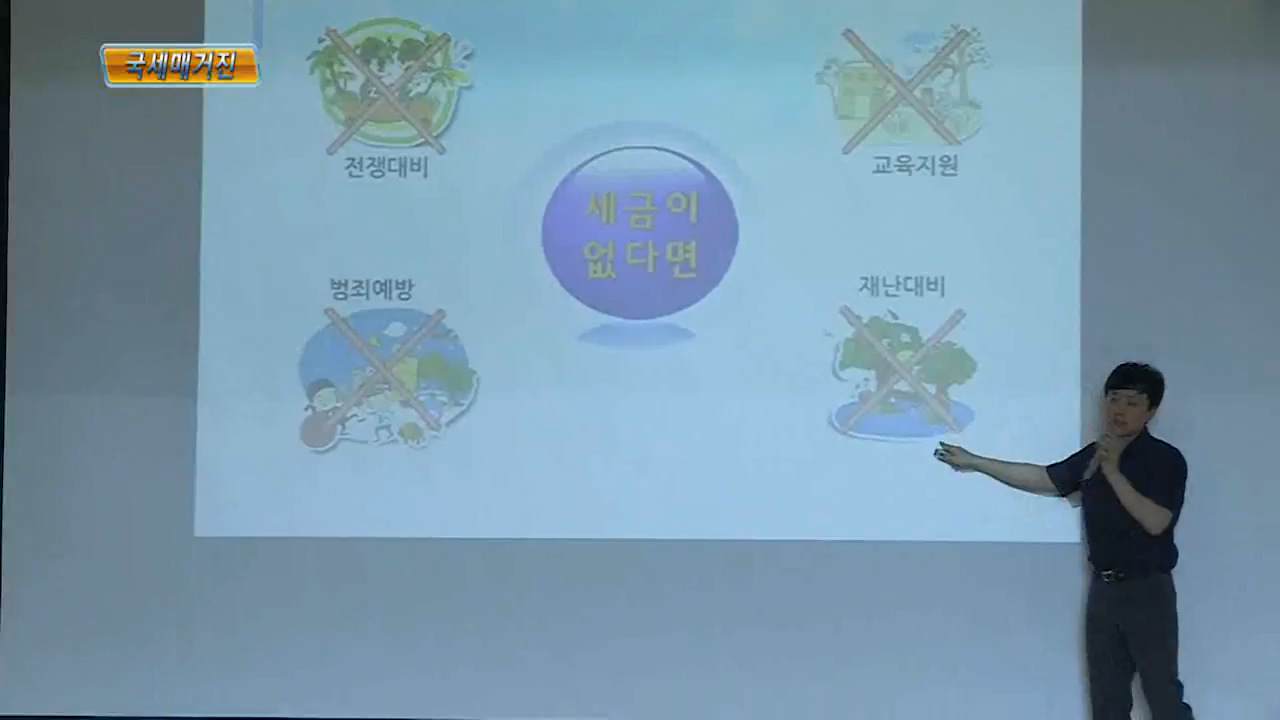 국세매거진
전쟁대비
교육지원
세금이
없다면
범죄예방
재난대비